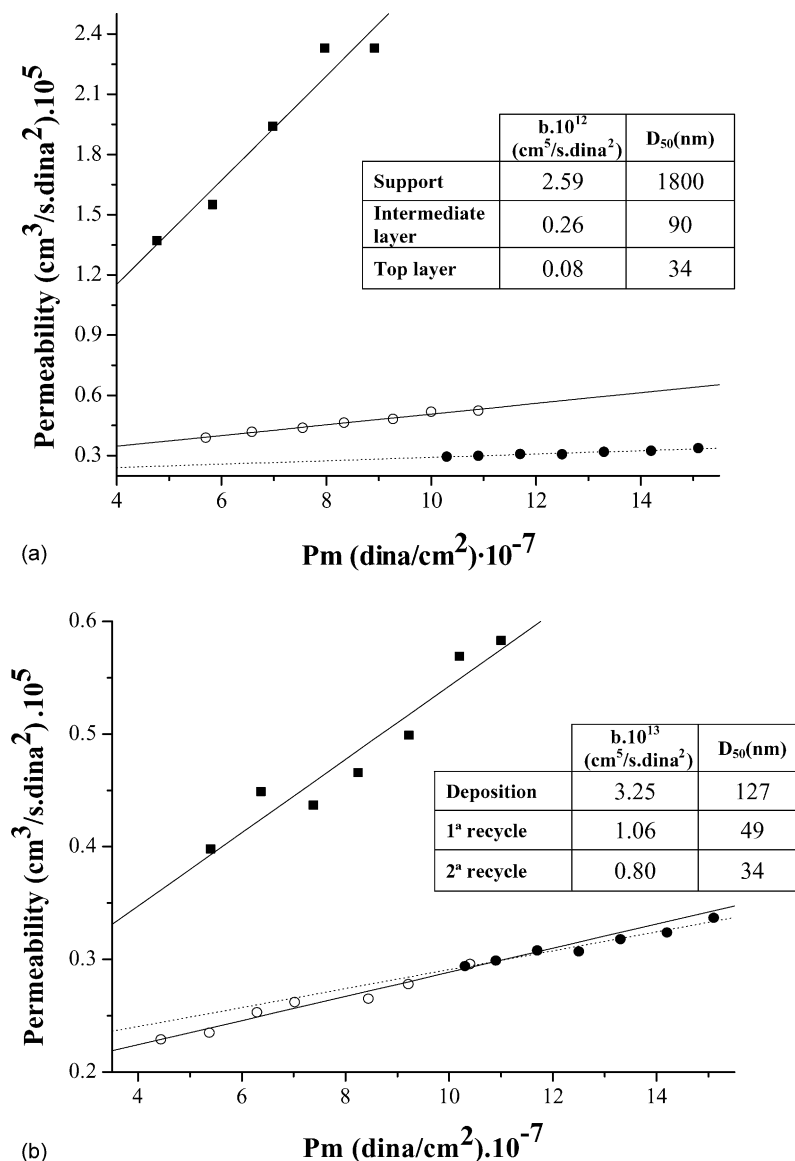 2.4
2.1
1.8
1.5
1.2
0.9
0.6
0.3
Permeability (cm³/s.dina²).10⁵
b.10¹² (cm⁵/s.dina²) D₅₀(nm)
Support 2.59 1800
Intermediate layer 0.26 90
Top layer 0.08 34
4 6 8 10 12 14
(a) Pm (dina/cm²)·10⁻⁷
0.6
0.5
0.4
0.3
0.2
Permeability (cm³/s.dina²).10⁵
b.10¹³ (cm⁵/s.dina²) D₅₀(nm)
Deposition 3.25 127
1ª recycle 1.06 49
2ª recycle 0.80 34
4 6 8 10 12 14
(b) Pm (dina/cm²).10⁻⁷